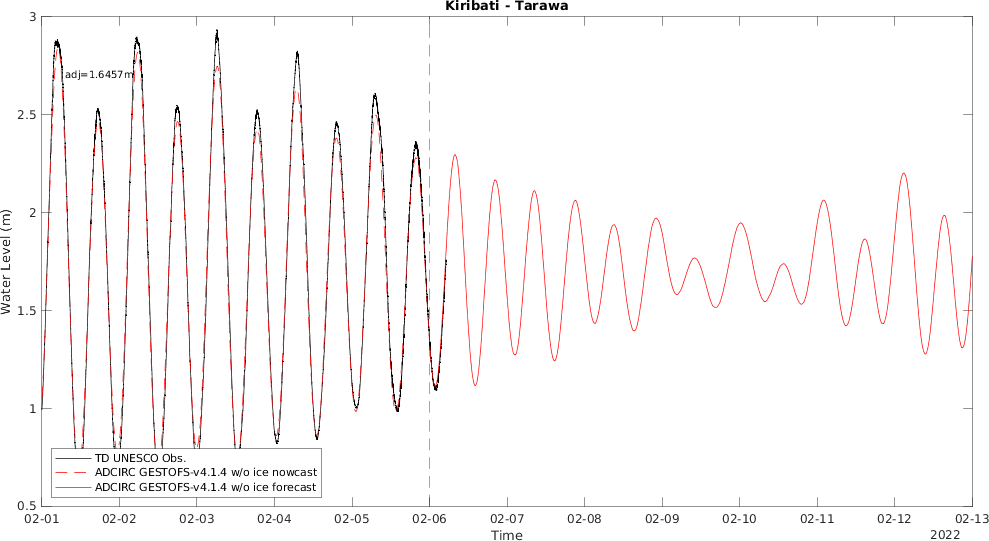 Kiribati - Tarawa
3
2.5
2
1.5
1
0.5
Water Level (m)
adj=1.6457m
TD UNESCO Obs.
ADCIRC GESTOFS-v4.1.4 w/o ice nowcast
ADCIRC GESTOFS-v4.1.4 w/o ice forecast
02-01 02-02 02-03 02-04 02-05 02-06 02-07 02-08 02-09 02-10 02-11 02-12 02-13
Time
2022